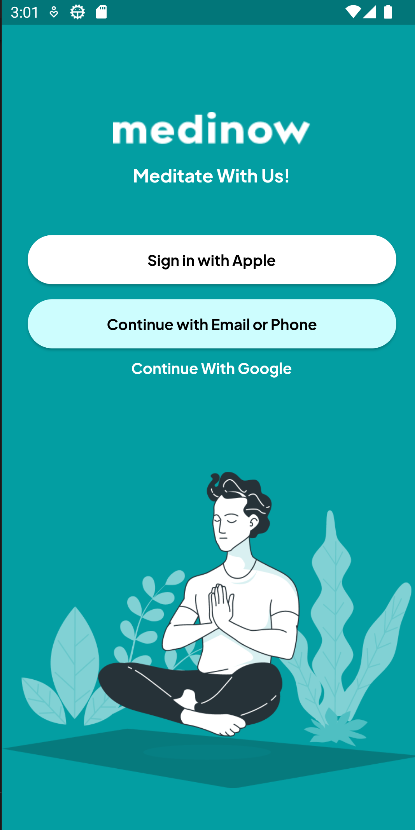 3:01
medinow
Meditate With Us!
Sign in with Apple
Continue with Email or Phone
Continue With Google